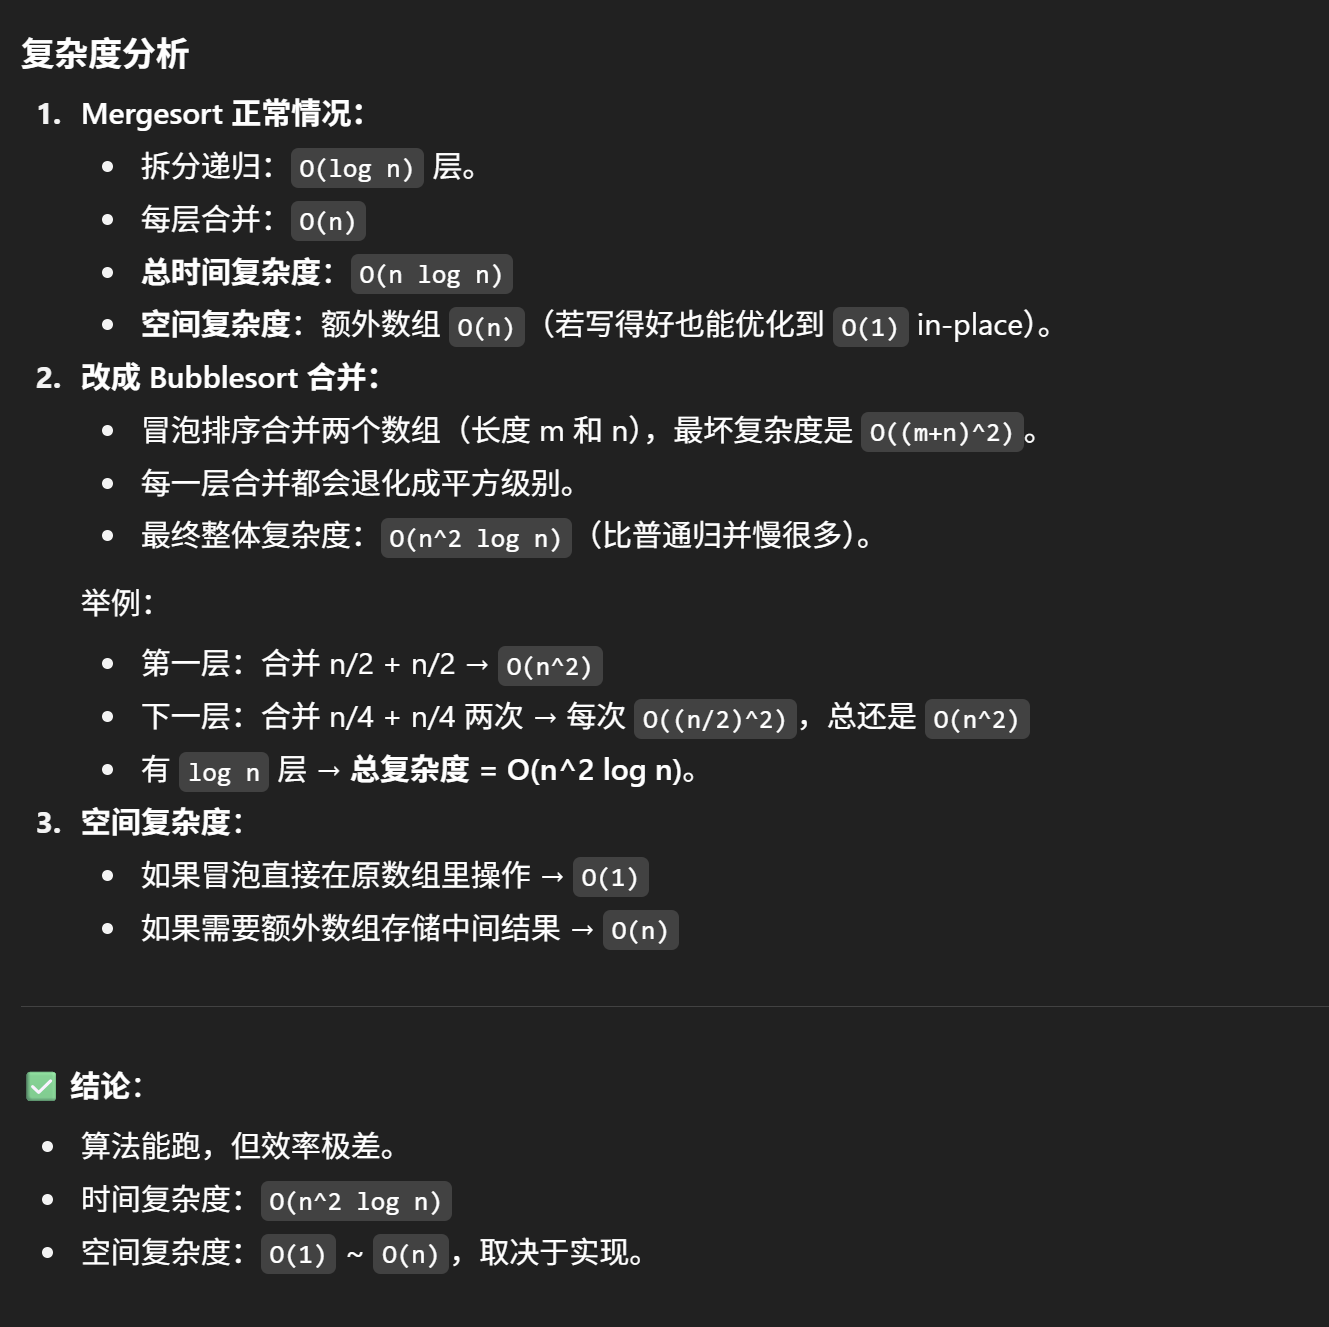 复杂度分析
1. Mergesort 正常情况：
• 拆分递归： O(log n) 层。
• 每层合并： O(n)
• 总时间复杂度： O(n log n)
• 空间复杂度：额外数组 O(n) （若写得好也能优化到 O(1) in-place）。
2. 改成 Bubblesort 合并：
• 冒泡排序合并两个数组（长度 m 和 n），最坏复杂度是 O((m+n)^2) 。
• 每一层合并都会退化成平方级别。
• 最终整体复杂度： O(n^2 log n) （比普通归并慢很多）。
举例：
• 第一层：合并 n/2 + n/2 → O(n^2)
• 下一层：合并 n/4 + n/4 两次 → 每次 O((n/2)^2) ，总还是 O(n^2)
• 有 log n 层 → 总复杂度 = O(n^2 log n)。
3. 空间复杂度：
• 如果冒泡直接在原数组里操作 → O(1)
• 如果需要额外数组存储中间结果 → O(n)
✅ 结论：
• 算法能跑，但效率极差。
• 时间复杂度： O(n^2 log n)
• 空间复杂度： O(1) ~ O(n) ，取决于实现。